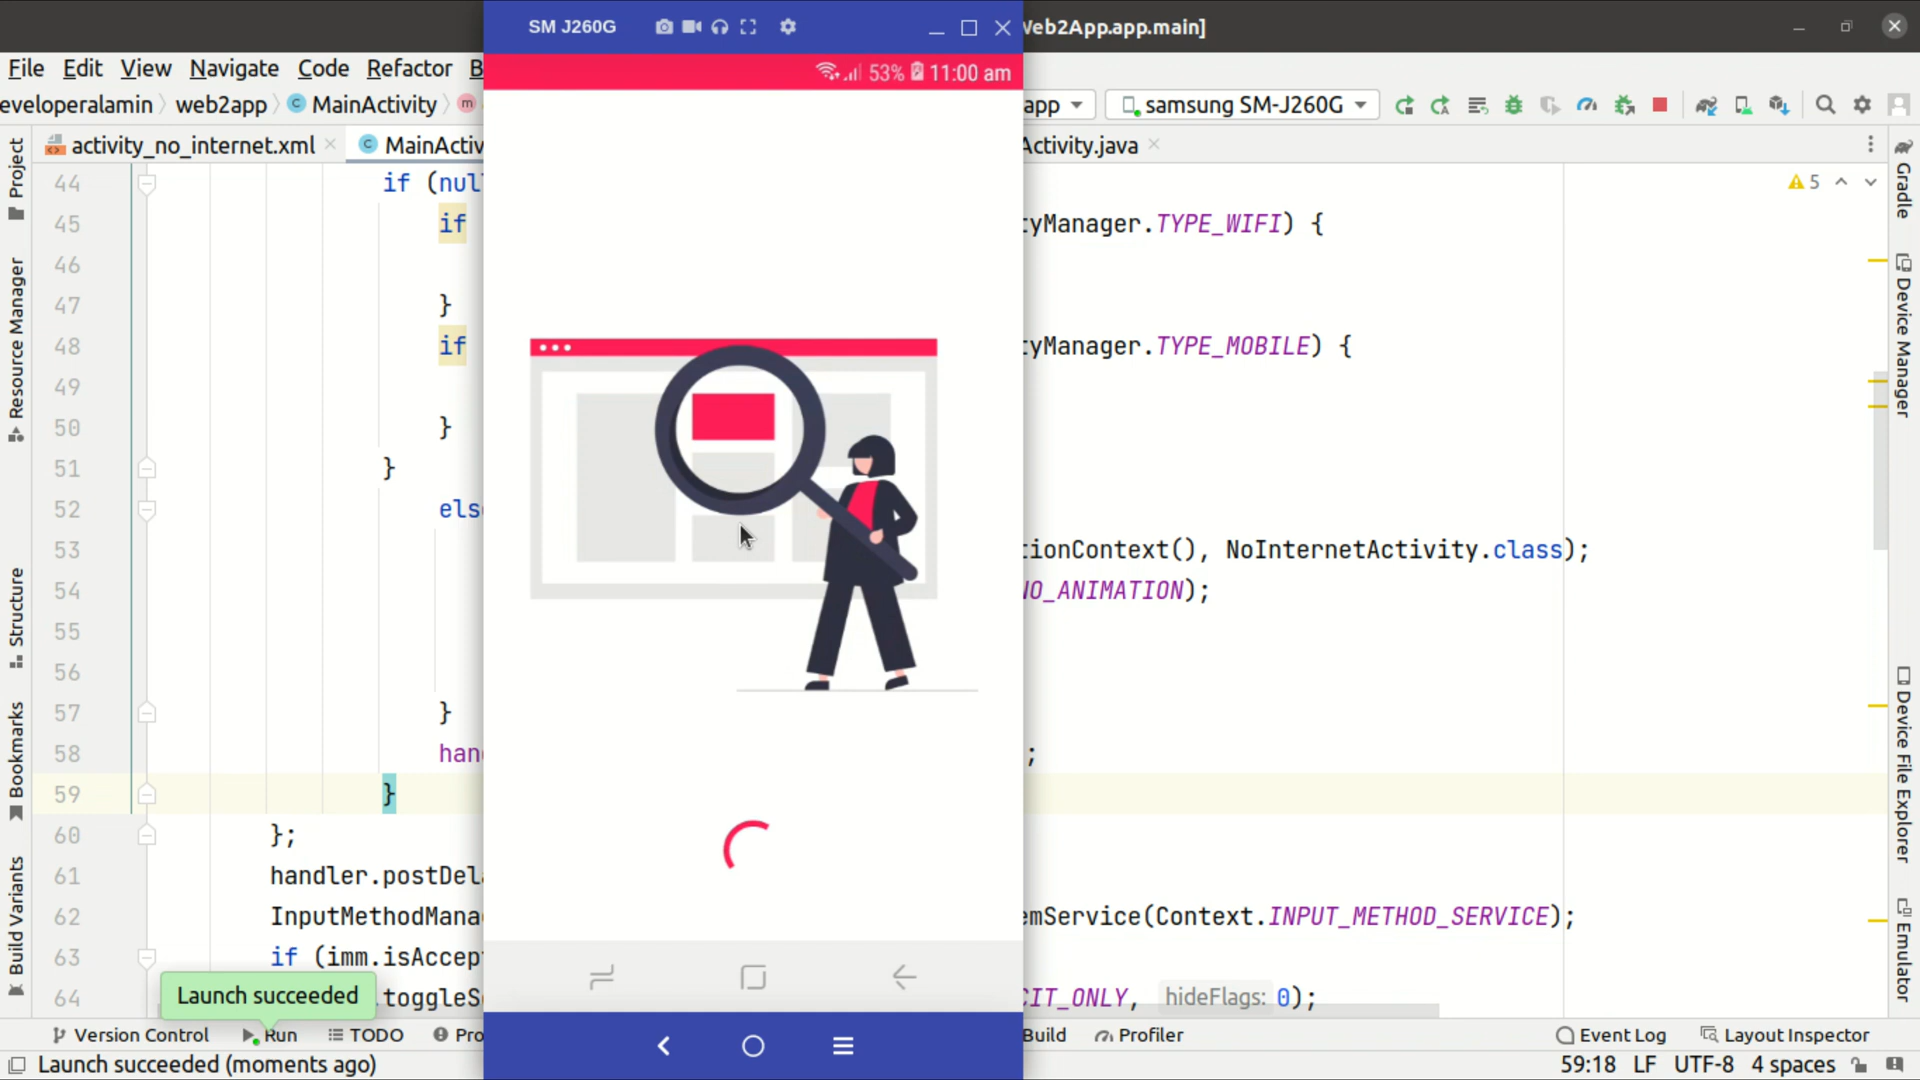 SM J260G
Web2App.app.main]
53% 11:00 am
File Edit View Navigate Code Refactor B
eveloperalamin web2app MainActivity m app samsung SM-J260G
activity_no_internet.xml MainActiv Activity.java
Project
Resource Manager
Structure
Bookmarks
Build Variants
44 if (nul
45 if tyManager.TYPE_WIFI) {
46
47 }
48 if tyManager.TYPE_MOBILE) {
49
50 }
51 }
52 els
53 tionContext(), NoInternetActivity.class);
54 NO_ANIMATION);
55
56
57 }
58 han ;
59 }
60 };
61 handler.postDel
62 InputMethodMana emService(Context.INPUT_METHOD_SERVICE);
63 if (imm.isAccep
64 toggleS CIT_ONLY, hideFlags: 0);
5
Gradle
Device Manager
Device File Explorer
Emulator
Launch succeeded
Version Control Run TODO Pro Build Profiler Event Log Layout Inspector
Launch succeeded (moments ago) 59:18 LF UTF-8 4 spaces